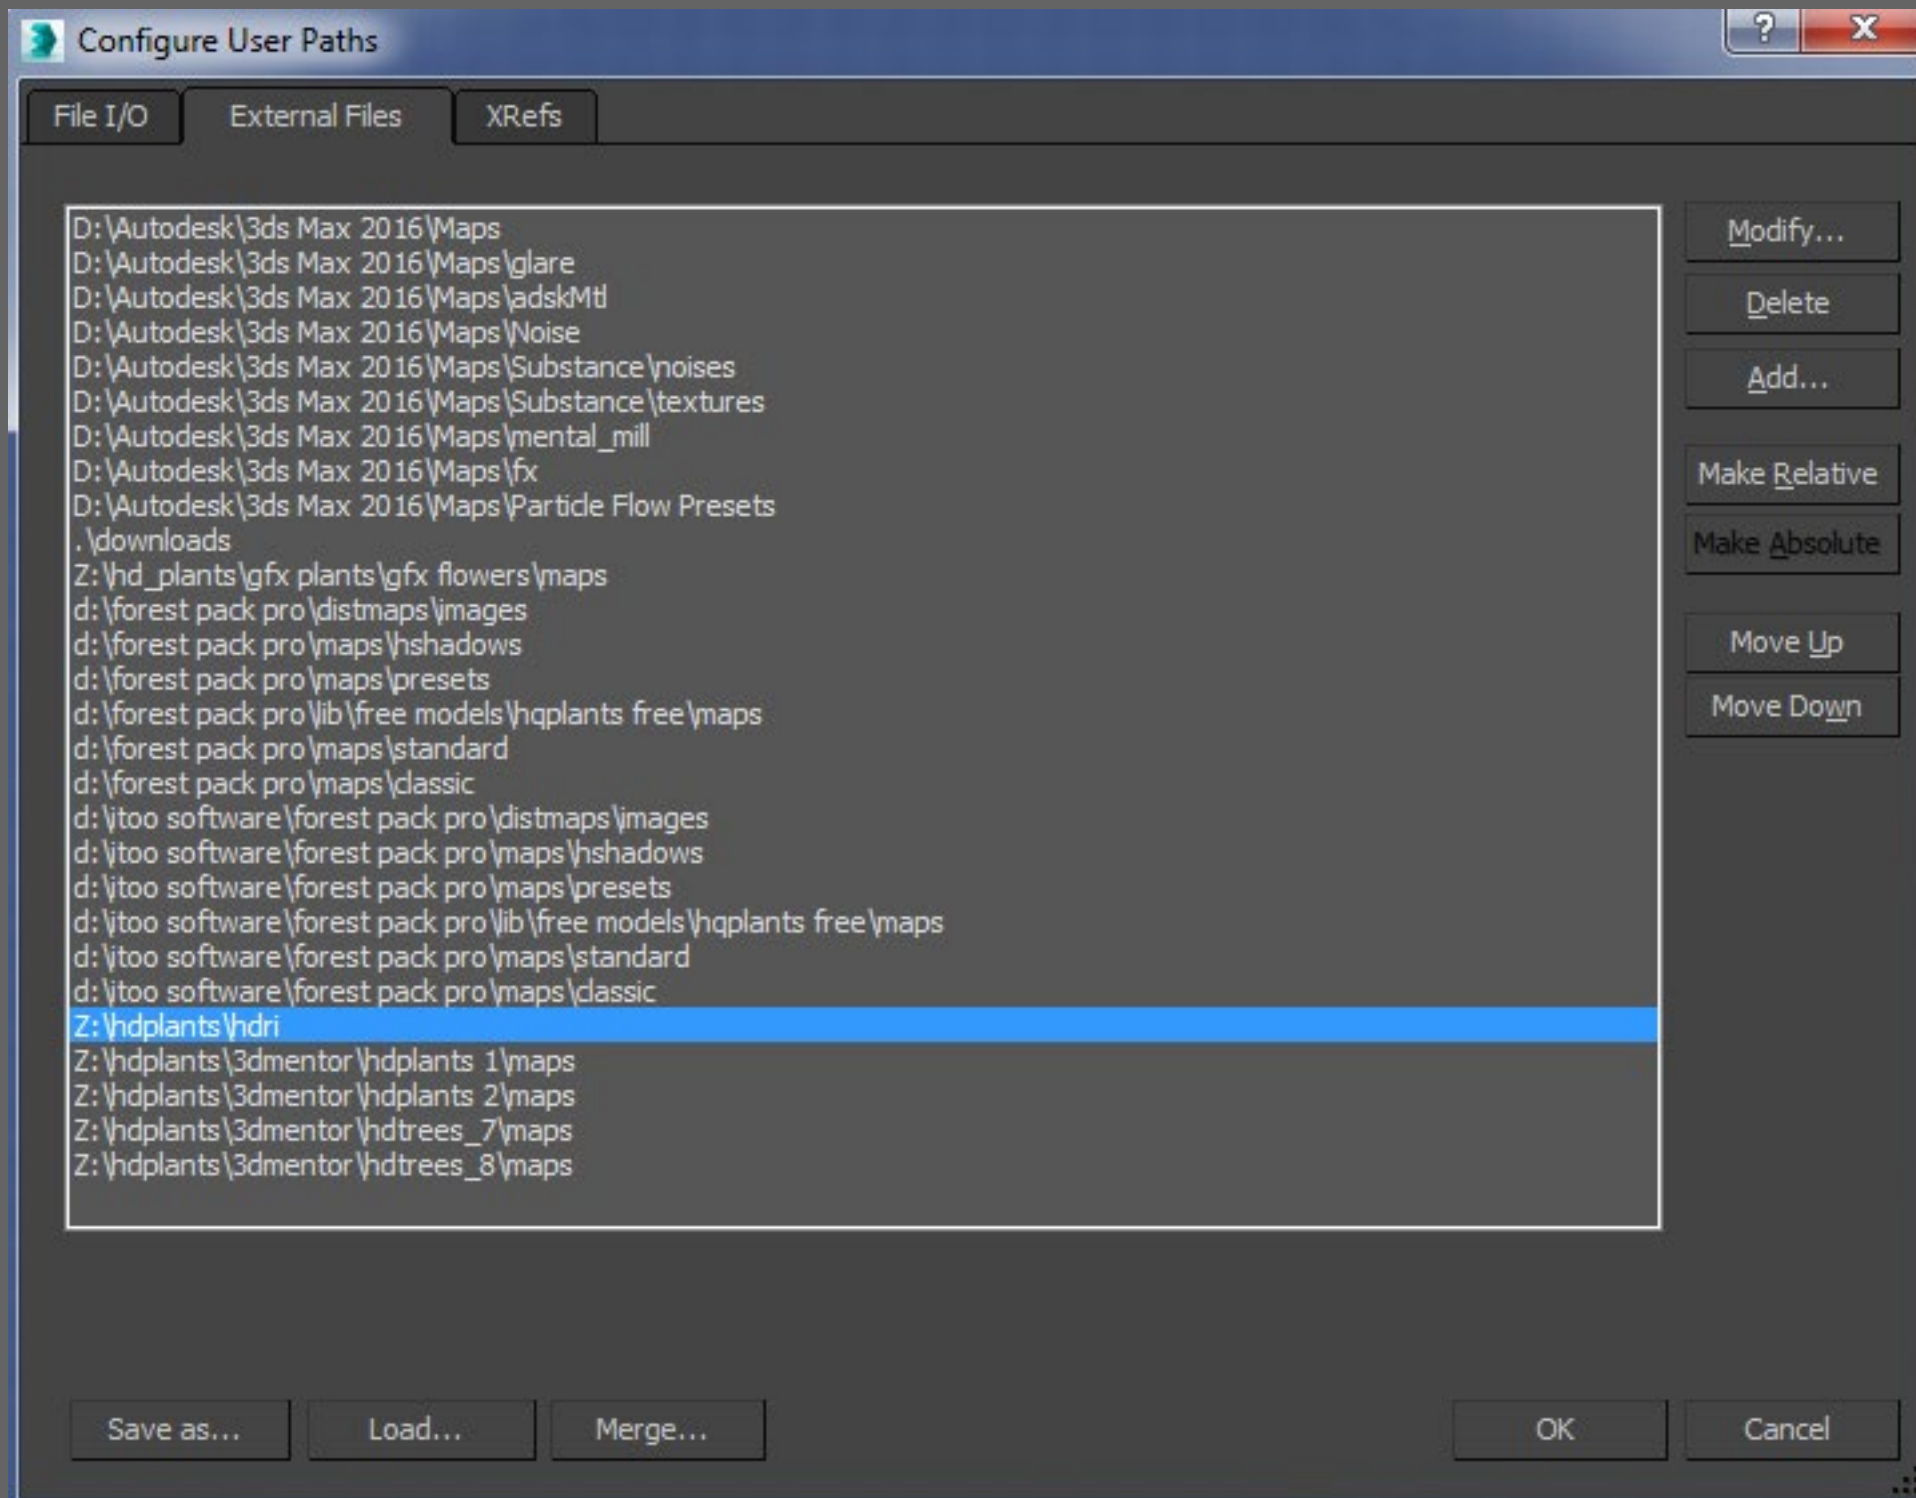 Configure User Paths
? X
File I/O External Files XRefs
D:\Autodesk\3ds Max 2016\Maps
D:\Autodesk\3ds Max 2016\Maps\glare
D:\Autodesk\3ds Max 2016\Maps\adskMtl
D:\Autodesk\3ds Max 2016\Maps\Noise
D:\Autodesk\3ds Max 2016\Maps\Substance\noises
D:\Autodesk\3ds Max 2016\Maps\Substance\textures
D:\Autodesk\3ds Max 2016\Maps\mental_mill
D:\Autodesk\3ds Max 2016\Maps\fx
D:\Autodesk\3ds Max 2016\Maps\Particle Flow Presets
.\downloads
Z:\hd_plants\gfx plants\gfx flowers\maps
d:\forest pack pro\distmaps\images
d:\forest pack pro\maps\hshadows
d:\forest pack pro\maps\presets
d:\forest pack pro\lib\free models\hqplants free\maps
d:\forest pack pro\maps\standard
d:\forest pack pro\maps\classic
d:\itoo software\forest pack pro\distmaps\images
d:\itoo software\forest pack pro\maps\hshadows
d:\itoo software\forest pack pro\maps\presets
d:\itoo software\forest pack pro\lib\free models\hqplants free\maps
d:\itoo software\forest pack pro\maps\standard
d:\itoo software\forest pack pro\maps\classic
Z:\hdplants\hdri
Z:\hdplants\3dmentor\hdplants 1\maps
Z:\hdplants\3dmentor\hdplants 2\maps
Z:\hdplants\3dmentor\hdtrees_7\maps
Z:\hdplants\3dmentor\hdtrees_8\maps
Modify...
Delete
Add...
Make Relative
Make Absolute
Move Up
Move Down
Save as... Load... Merge... OK Cancel